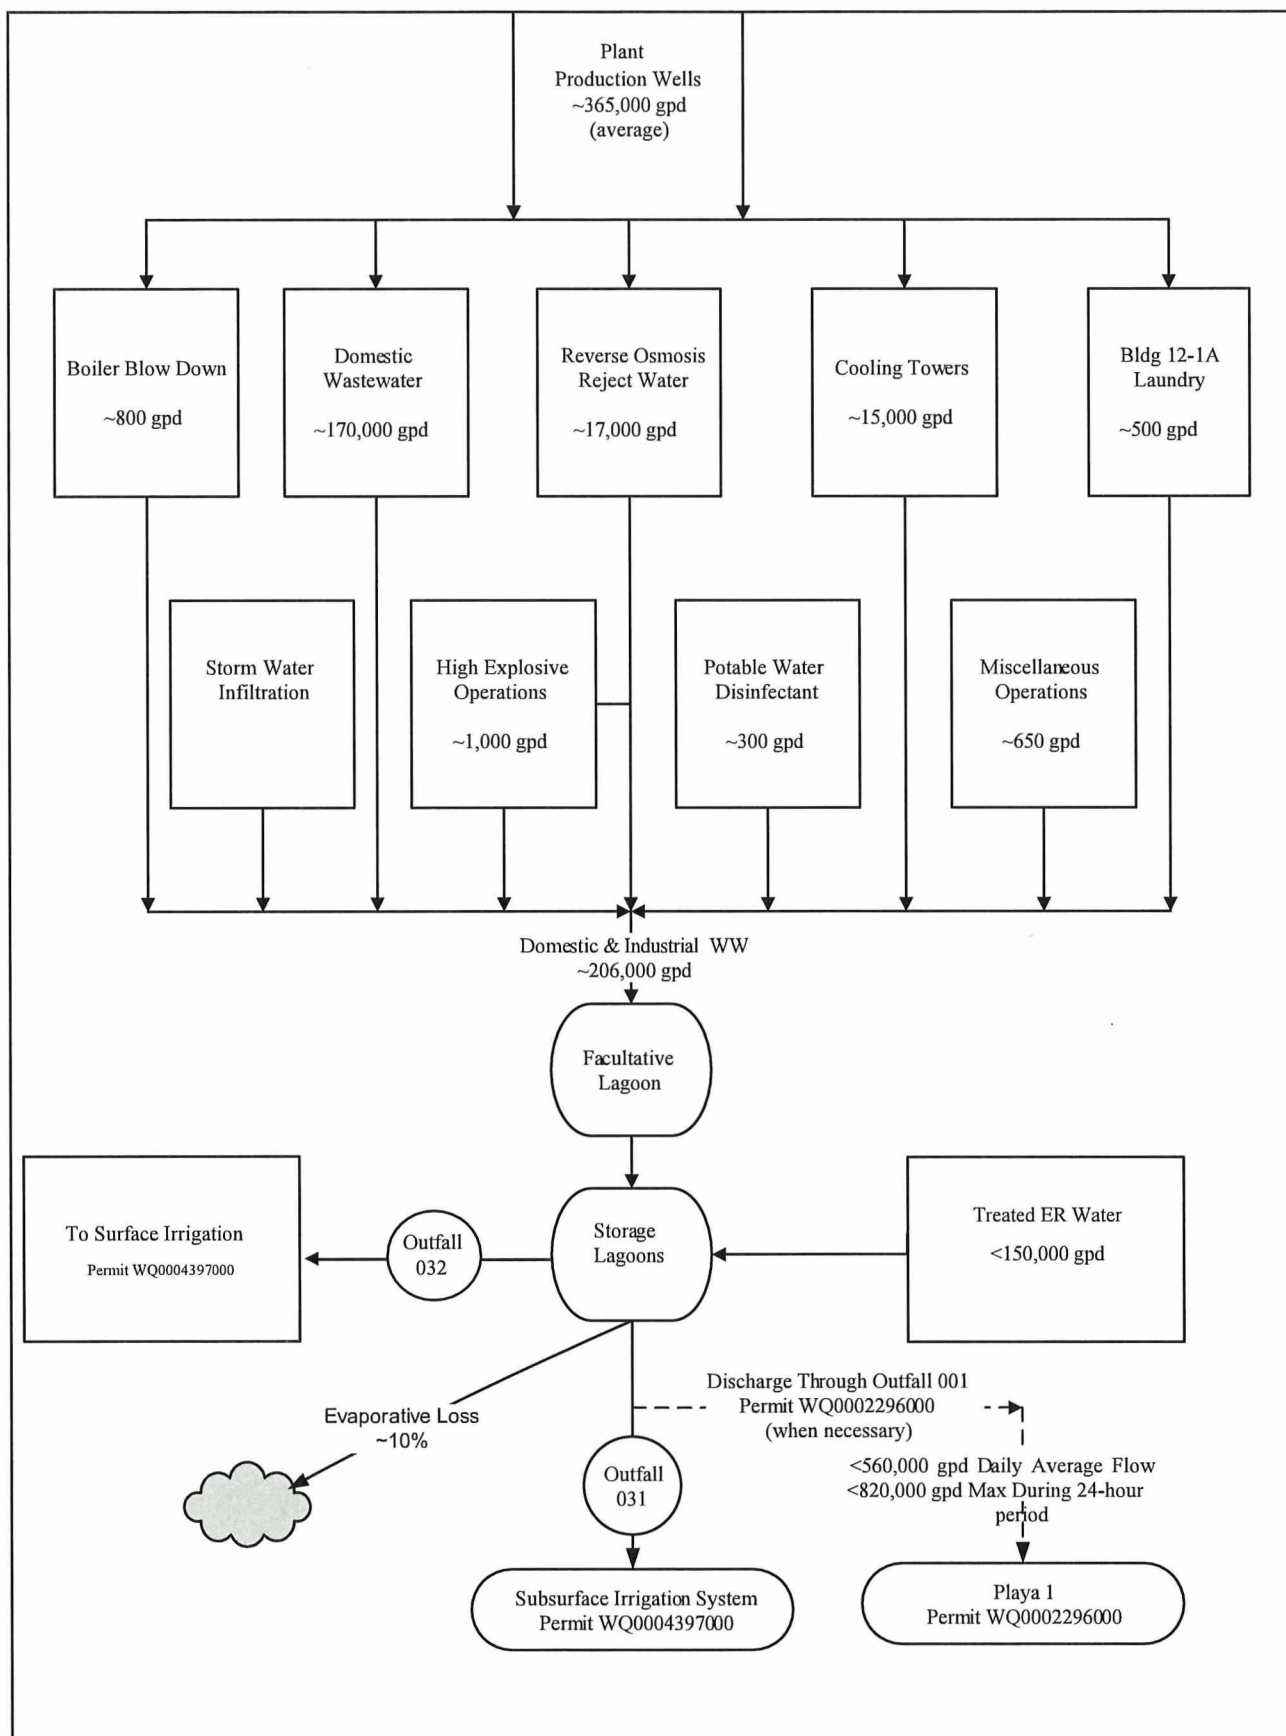 Plant
Production Wells
~365,000 gpd
(average)
Boiler Blow Down
~800 gpd
Domestic
Wastewater
~170,000 gpd
Reverse Osmosis
Reject Water
~17,000 gpd
Cooling Towers
~15,000 gpd
Bldg 12-1A
Laundry
~500 gpd
Storm Water
Infiltration
High Explosive
Operations
~1,000 gpd
Potable Water
Disinfectant
~300 gpd
Miscellaneous
Operations
~650 gpd
Domestic & Industrial WW
~206,000 gpd
Facultative
Lagoon
To Surface Irrigation
Permit WQ0004397000
Outfall
032
Storage
Lagoons
Treated ER Water
<150,000 gpd
Evaporative Loss
~10%
Discharge Through Outfall 001
Permit WQ0002296000
(when necessary)
<560,000 gpd Daily Average Flow
<820,000 gpd Max During 24-hour
period
Outfall
031
Subsurface Irrigation System
Permit WQ0004397000
Playa 1
Permit WQ0002296000